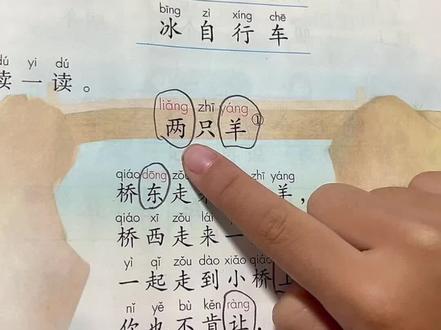 bīng zì xíng chē
冰自行车
dú yi dú
读一读。
liǎng zhī yáng
两只羊①
qiáo dōng zǒu zhī yáng
桥东走羊，
qiáo xī zǒu lái
桥西走来一
yì qǐ zǒu dào xiǎo qiáo
一起走到小桥
nǐ yě bù kěn ràng
你也不肯让